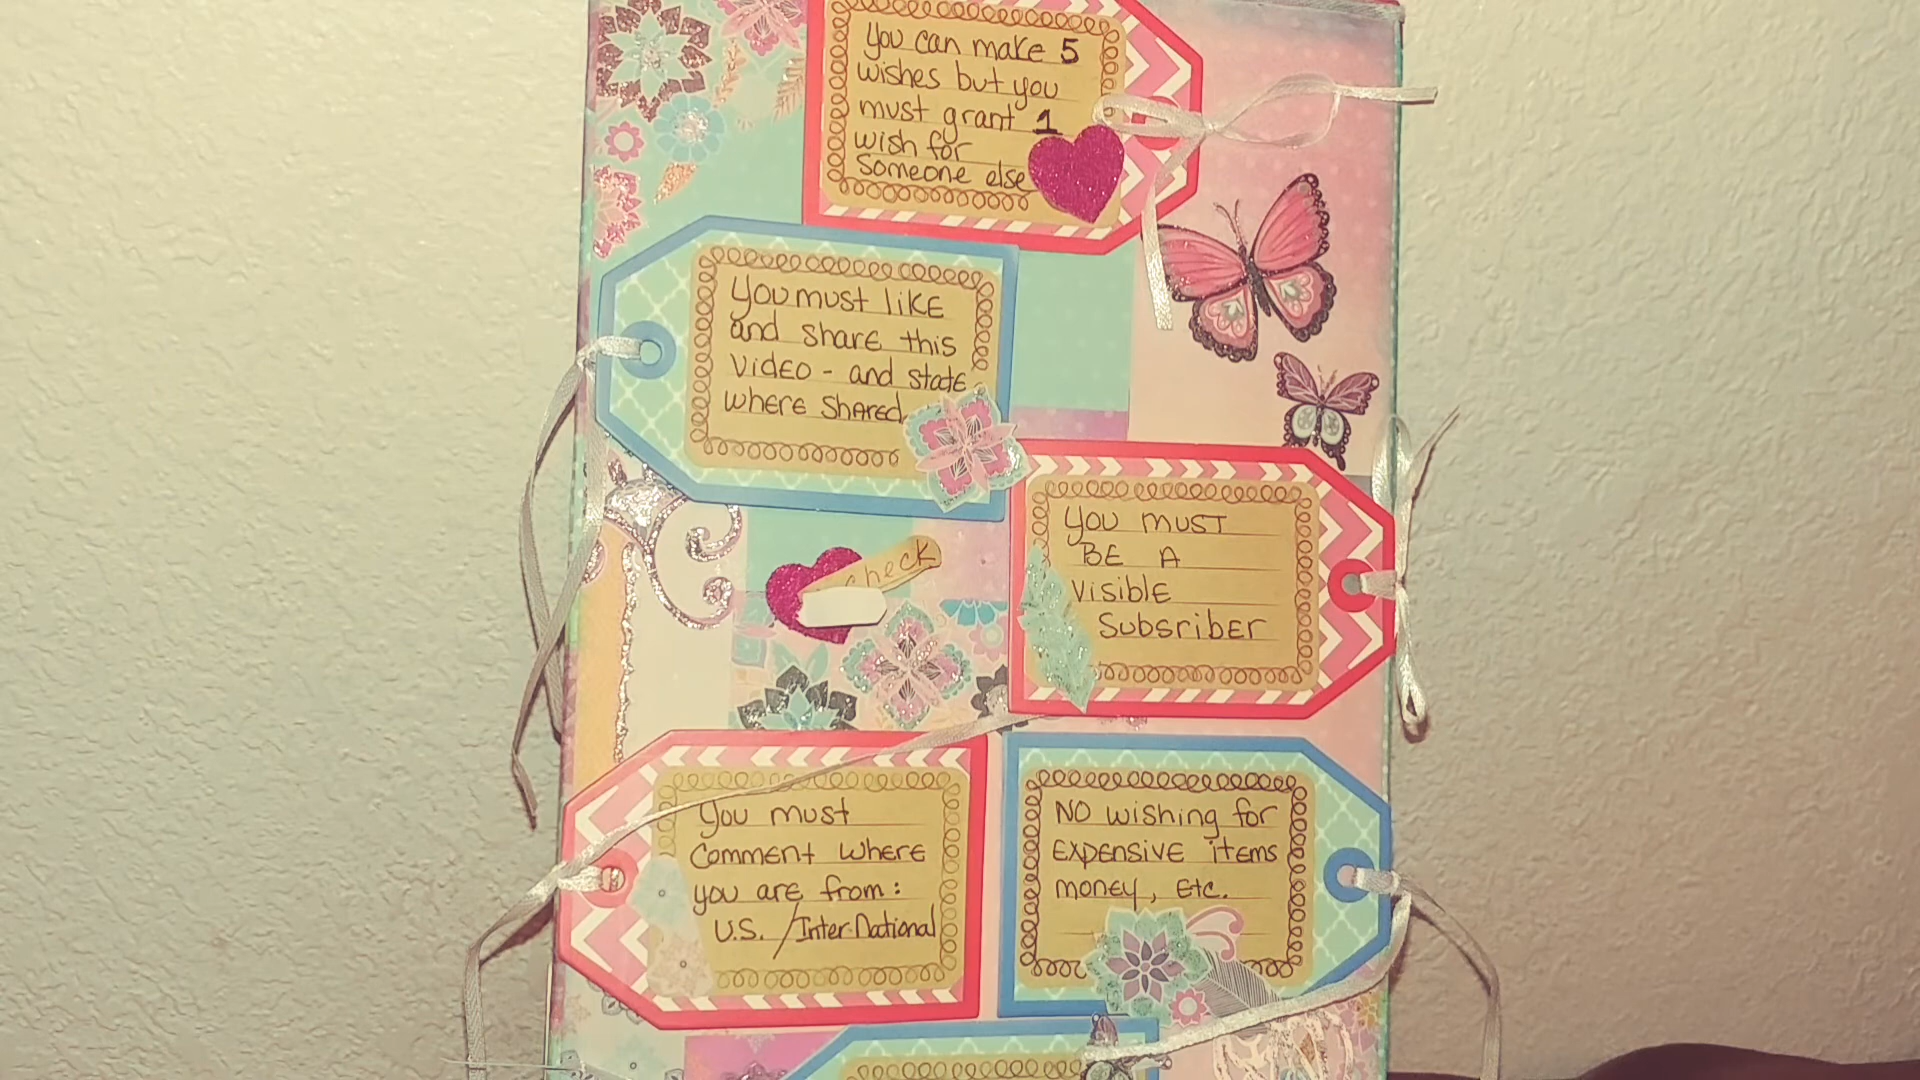 You can make 5
wishes but you
must grant 1
wish for
someone else
You must like
and share this
video - and state
where shared
check
You must
BE A
visible
Subsriber
You must
comment where
you are from:
U.S. / Inter-National
NO wishing for
expensive items
money, etc.